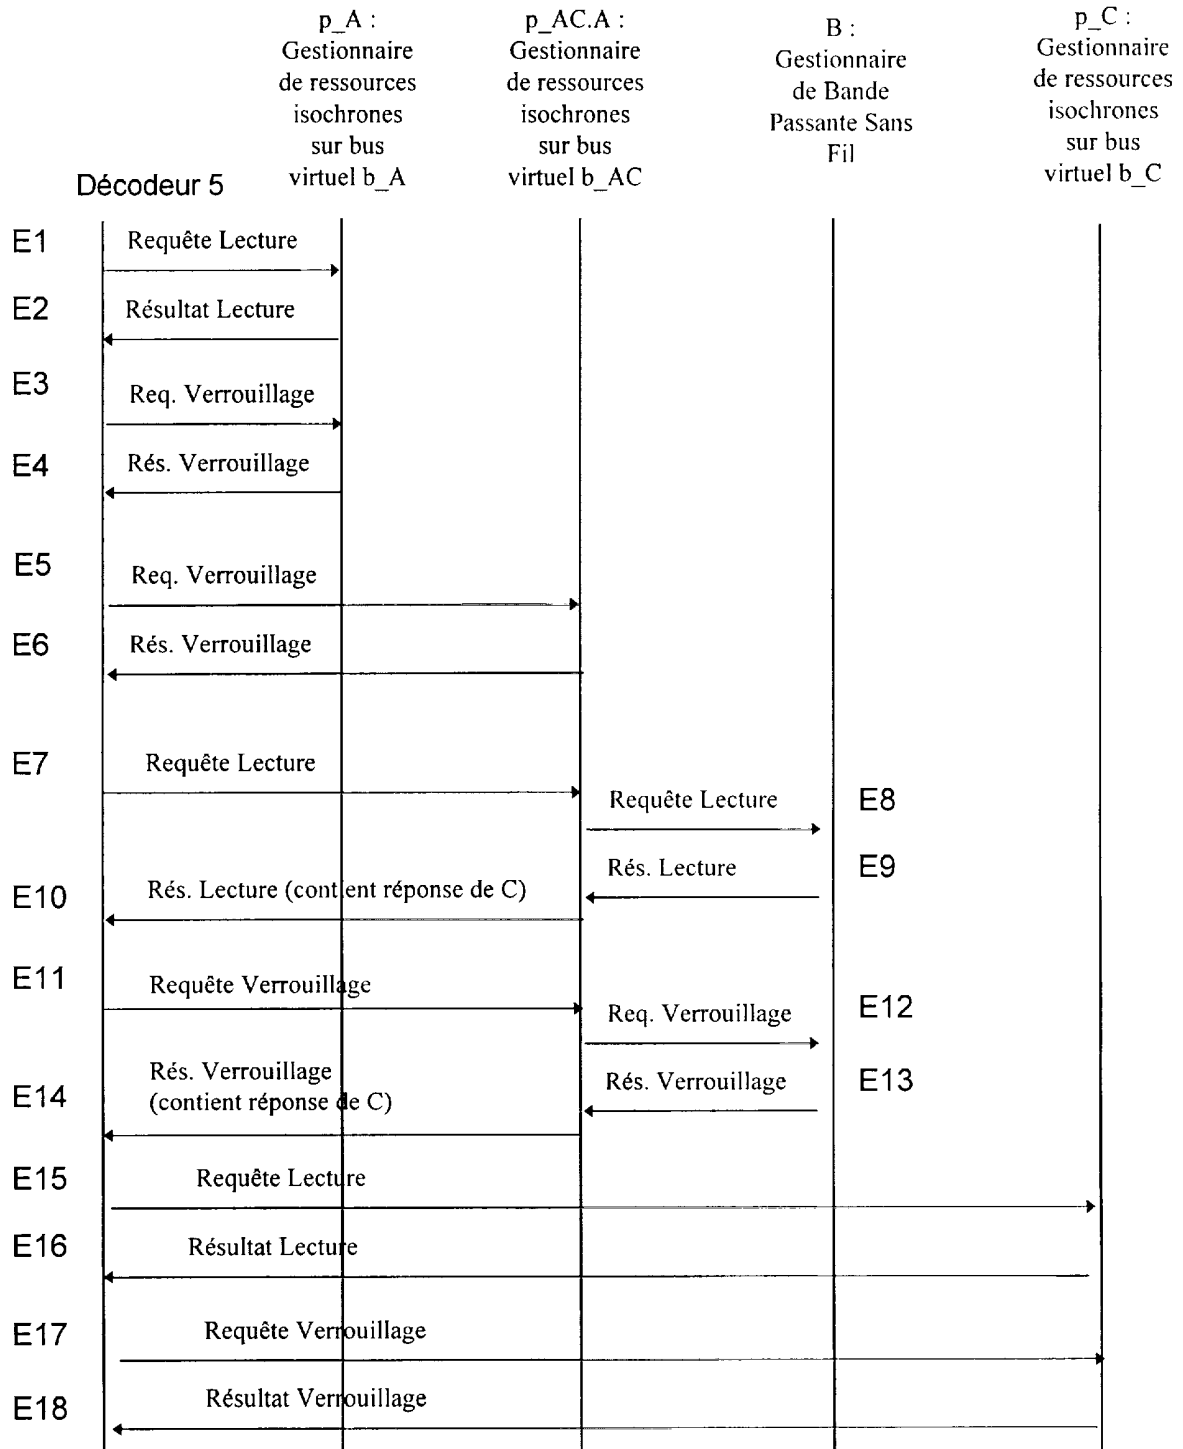 p_A :
Gestionnaire
de ressources
isochrones
sur bus
virtuel b_A
p_AC.A :
Gestionnaire
de ressources
isochrones
sur bus
virtuel b_AC
B :
Gestionnaire
de Bande
Passante Sans
Fil
p_C :
Gestionnaire
de ressources
isochrones
sur bus
virtuel b_C
Décodeur 5
E1
Requête Lecture
E2
Résultat Lecture
E3
Req. Verrouillage
E4
Rés. Verrouillage
E5
Req. Verrouillage
E6
Rés. Verrouillage
E7
Requête Lecture
Requête Lecture
E8
Rés. Lecture
E9
E10
Rés. Lecture (contient réponse de C)
E11
Requête Verrouillage
Req. Verrouillage
E12
Rés. Verrouillage
E13
E14
Rés. Verrouillage
(contient réponse de C)
E15
Requête Lecture
E16
Résultat Lecture
E17
Requête Verrouillage
E18
Résultat Verrouillage